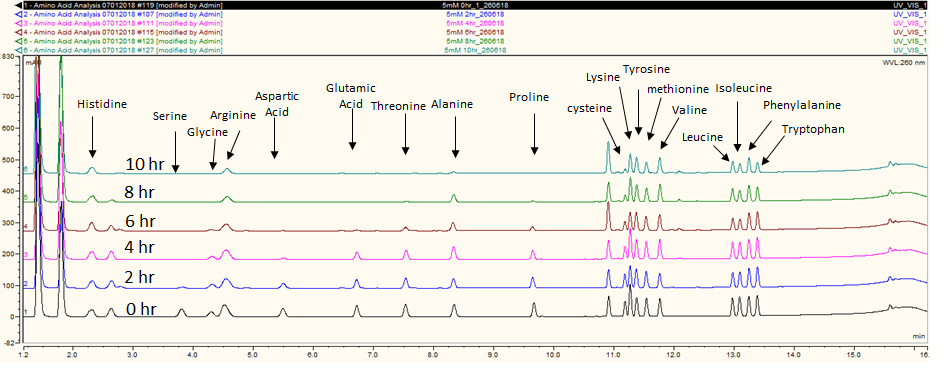 1 - Amino Acid Analysis 07012018 #119 [modified by Admin] 5mM 0hr_1_260618 UV_VIS_1
2 - Amino Acid Analysis 07012018 #107 [modified by Admin] 5mM 2hr_260618 UV_VIS_1
3 - Amino Acid Analysis 07012018 #111 [modified by Admin] 5mM 4hr_260618 UV_VIS_1
4 - Amino Acid Analysis 07012018 #115 [modified by Admin] 5mM 6hr_260618 UV_VIS_1
5 - Amino Acid Analysis 07012018 #123 [modified by Admin] 5mM 8hr_260618 UV_VIS_1
6 - Amino Acid Analysis 07012018 #127 [modified by Admin] 5mM 10hr_260618 UV_VIS_1
830 WVL:260 nm
700
600
500
400
300
200
100
0
-82
Histidine
Serine
Glycine
Arginine
Aspartic
Acid
Glutamic
Acid
Threonine
Alanine
Proline
cysteine
Lysine
Tyrosine
methionine
Valine
Leucine
Isoleucine
Phenylalanine
Tryptophan
10 hr
8 hr
6 hr
4 hr
2 hr
0 hr
6
5
4
3
2
1
min
1.2 2.0 3.0 4.0 5.0 6.0 7.0 8.0 9.0 10.0 11.0 12.0 13.0 14.0 15.0